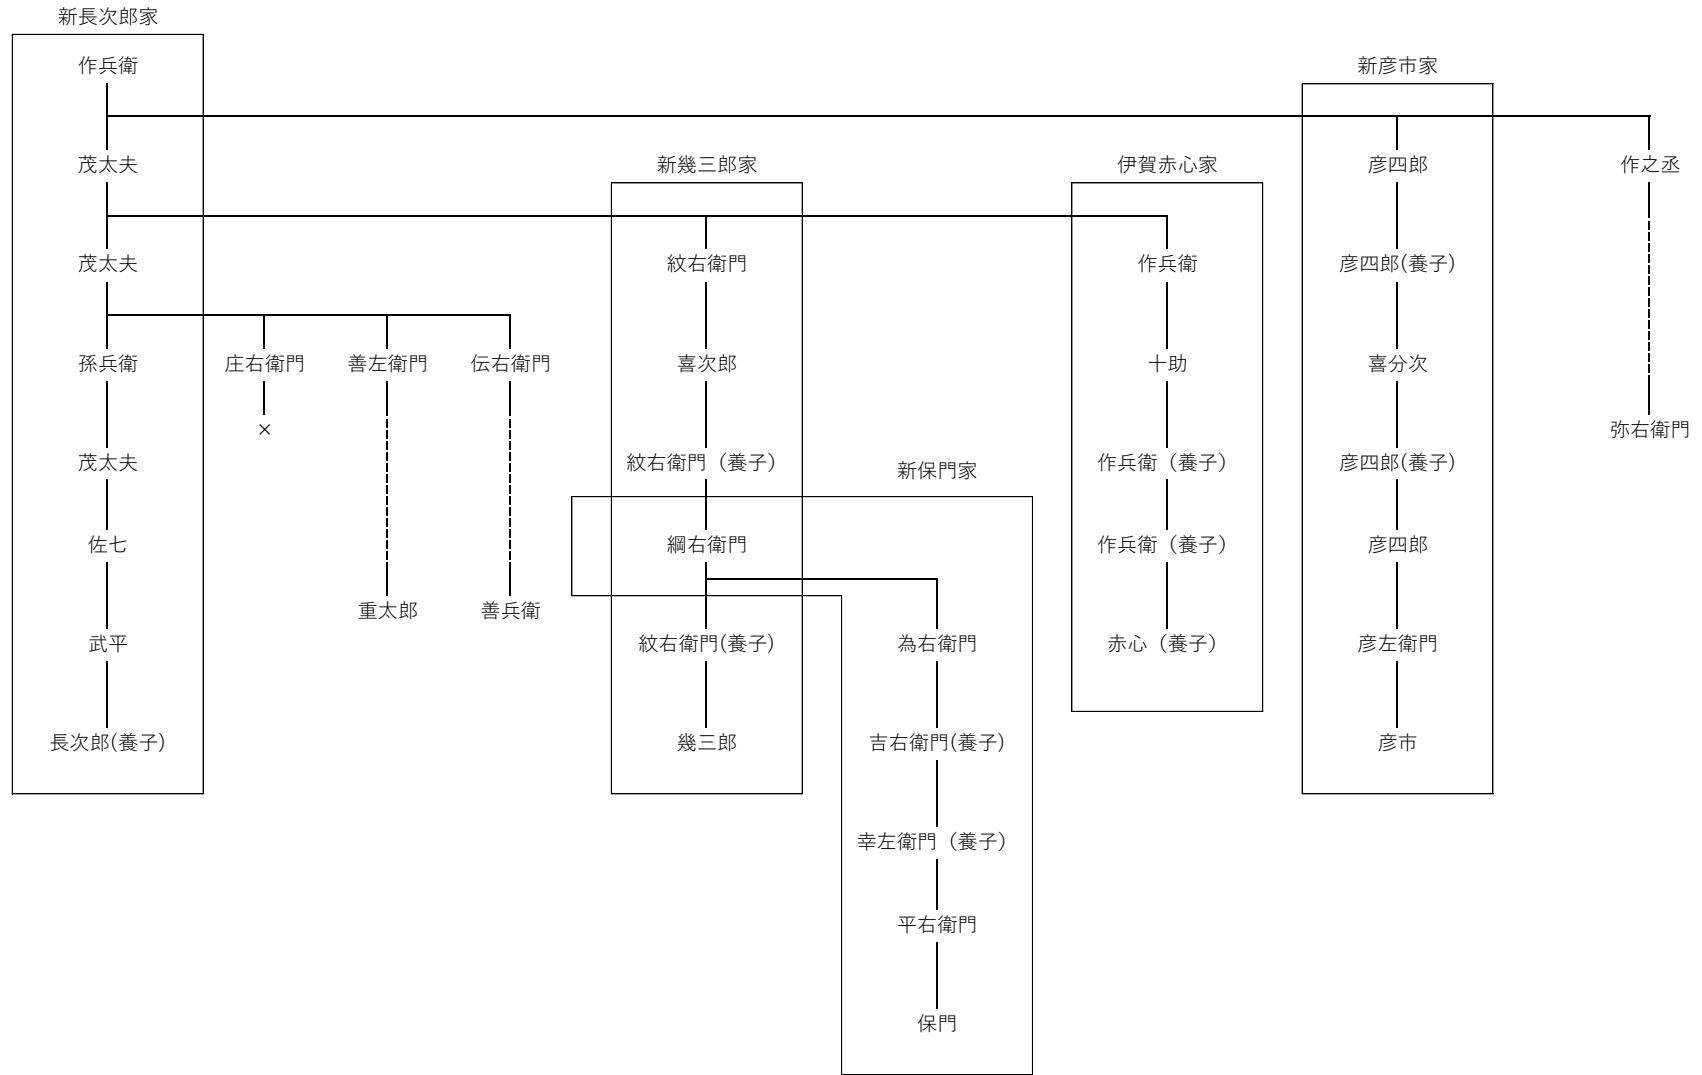 新長次郎家
作兵衛
新彦市家
茂太夫
新幾三郎家
伊賀赤心家
彦四郎
作之丞
茂太夫
紋右衛門
作兵衛
彦四郎(養子)
孫兵衛
庄右衛門
善左衛門
伝右衛門
喜次郎
十助
喜分次
×
弥右衛門
茂太夫
紋右衛門（養子）
新保門家
作兵衛（養子）
彦四郎(養子)
佐七
綱右衛門
作兵衛（養子）
彦四郎
重太郎
善兵衛
武平
紋右衛門(養子)
為右衛門
赤心（養子）
彦左衛門
長次郎(養子)
幾三郎
吉右衛門(養子)
彦市
幸左衛門（養子）
平右衛門
保門